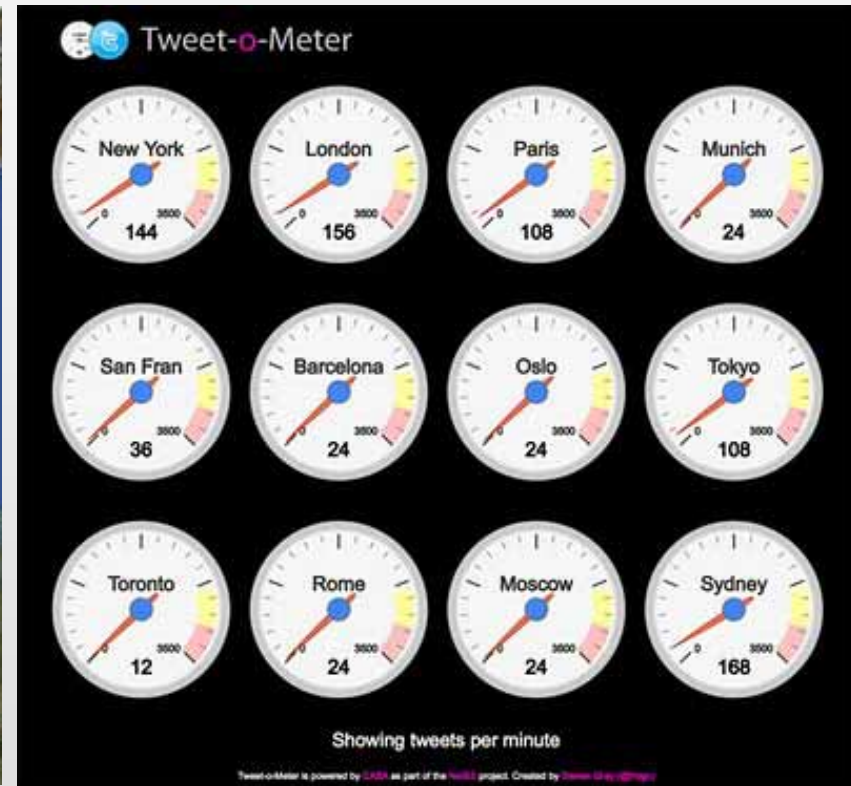 Tweet-o-Meter
New York
0 3500
144
London
0 3500
156
Paris
0 3500
108
Munich
0 3500
24
San Fran
0 3500
36
Barcelona
0 3500
24
Oslo
0 3500
24
Tokyo
0 3500
108
Toronto
0 3500
12
Rome
0 3500
24
Moscow
0 3500
24
Sydney
0 3500
168
Showing tweets per minute
Tweet-o-Meter is powered by CASA as part of the project. Created by